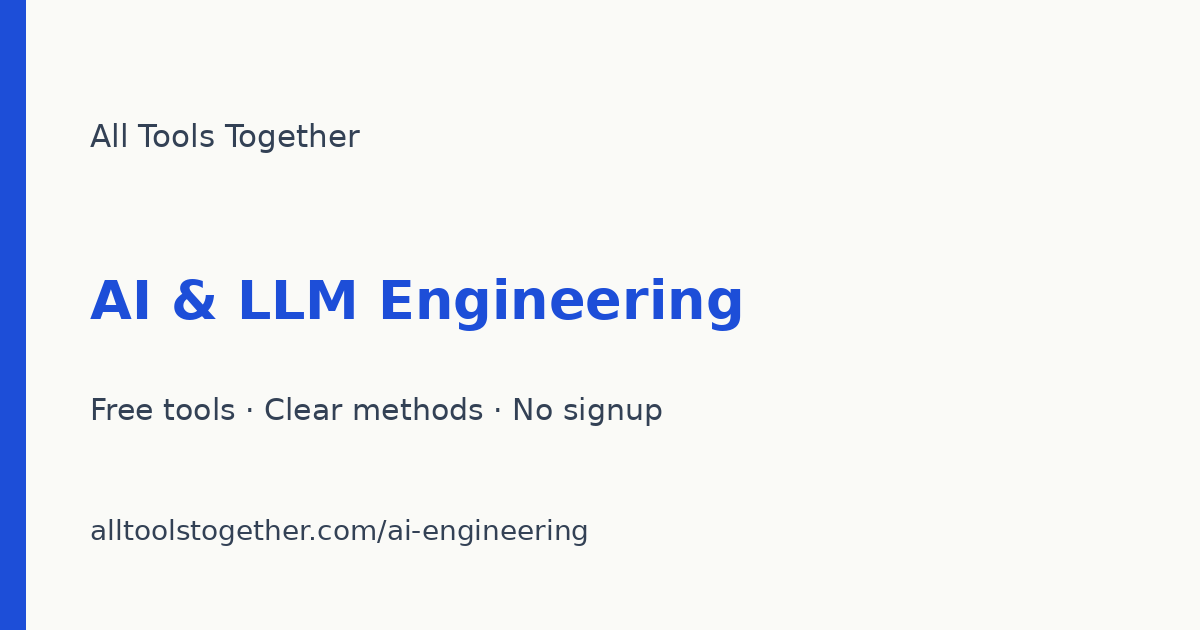 All Tools Together
AI & LLM Engineering
Free tools · Clear methods · No signup
alltoolstogether.com/ai-engineering